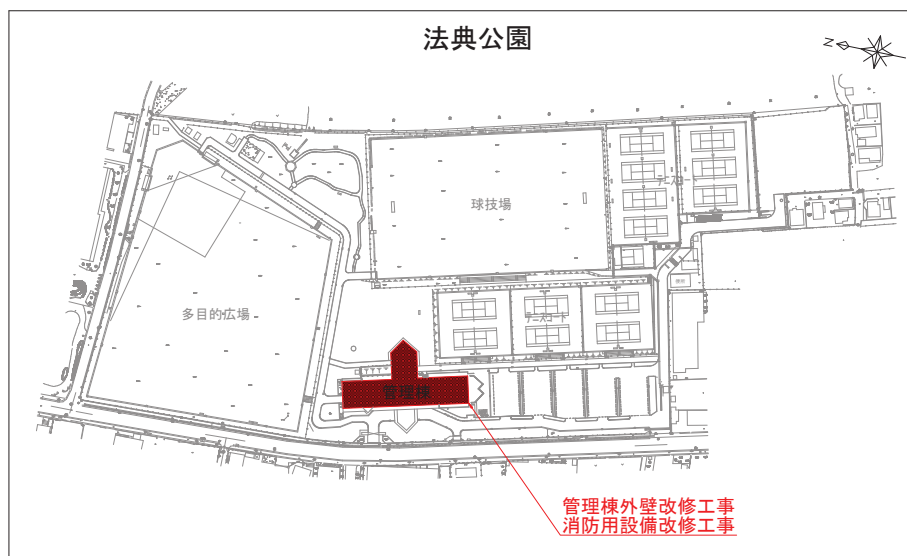 法典公園
N
球技場
テニスコート
多目的広場
テニスコート
管理棟
管理棟外壁改修工事
消防用設備改修工事